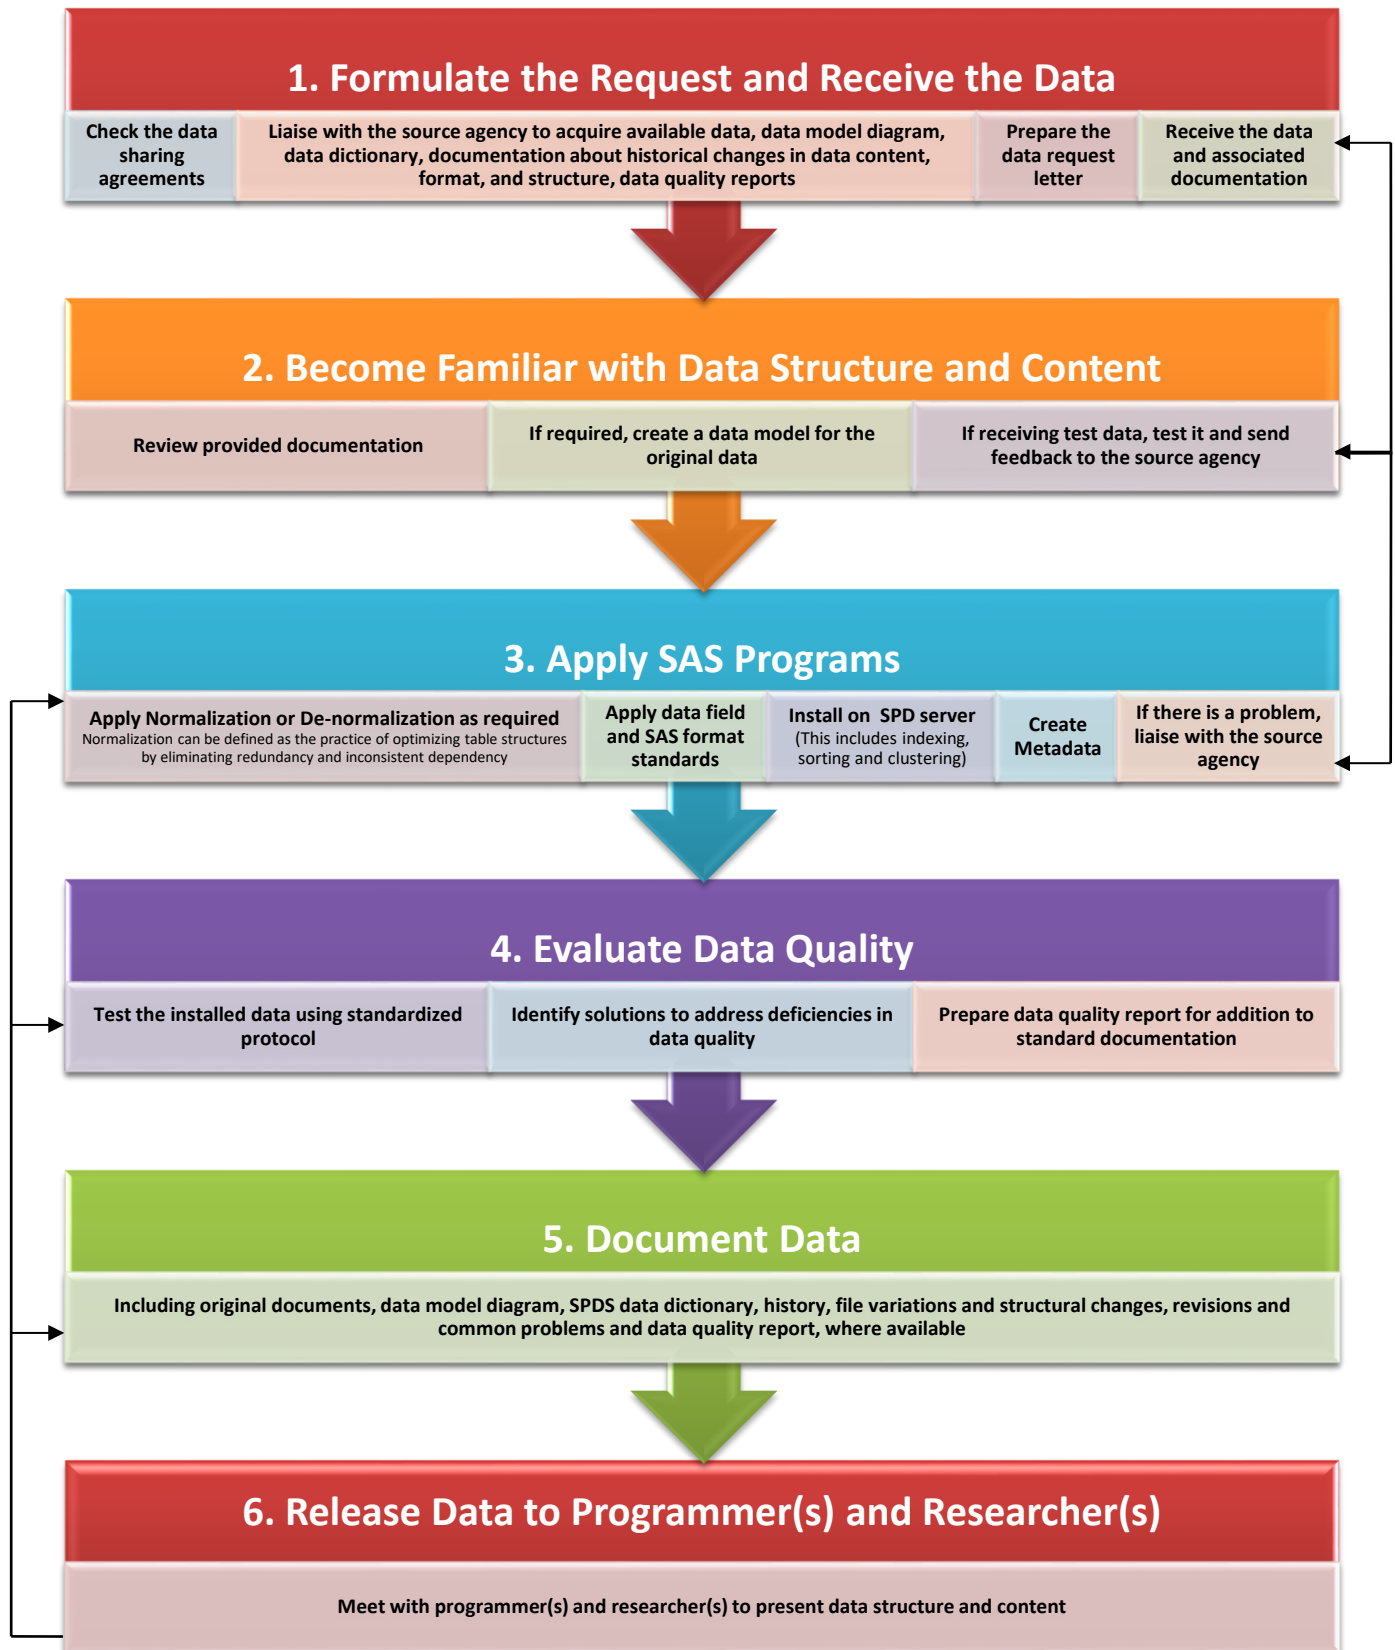 1. Formulate the Request and Receive the Data
Check the data
sharing
agreements
Liaise with the source agency to acquire available data, data model diagram,
data dictionary, documentation about historical changes in data content,
format, and structure, data quality reports
Prepare the
data request
letter
Receive the data
and associated
documentation
2. Become Familiar with Data Structure and Content
Review provided documentation
If required, create a data model for the
original data
If receiving test data, test it and send
feedback to the source agency
3. Apply SAS Programs
Apply Normalization or De-normalization as required
Normalization can be defined as the practice of optimizing table structures
by eliminating redundancy and inconsistent dependency
Apply data field
and SAS format
standards
Install on SPD server
(This includes indexing,
sorting and clustering)
Create
Metadata
If there is a problem,
liaise with the source
agency
4. Evaluate Data Quality
Test the installed data using standardized
protocol
Identify solutions to address deficiencies in
data quality
Prepare data quality report for addition to
standard documentation
5. Document Data
Including original documents, data model diagram, SPDS data dictionary, history, file variations and structural changes, revisions and
common problems and data quality report, where available
6. Release Data to Programmer(s) and Researcher(s)
Meet with programmer(s) and researcher(s) to present data structure and content